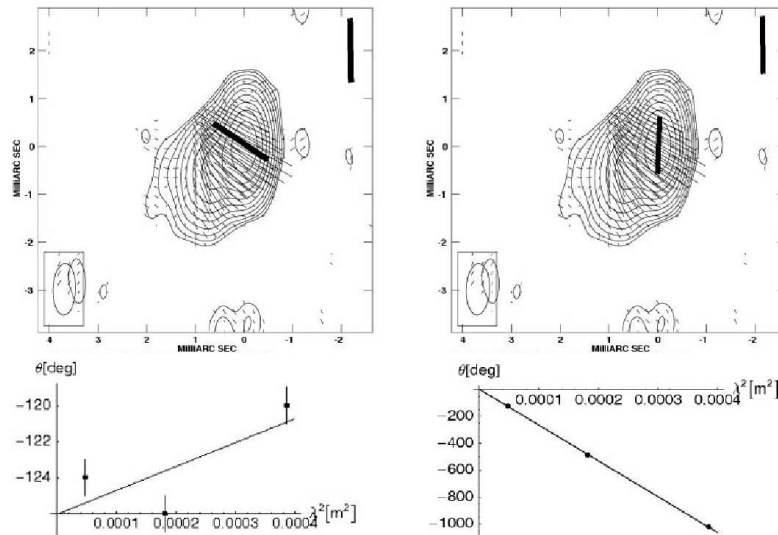 2
1
0
-1
-2
-3
MilliARC SEC
4 3 2 1 0 -1 -2
MilliARC SEC
2
1
0
-1
-2
-3
MilliARC SEC
4 3 2 1 0 -1 -2
MilliARC SEC
θ[deg]
-120
-122
-124
0.0001 0.0002 0.0003 0.0004 λ²[m²]
θ[deg]
0.0001 0.0002 0.0003 0.0004 λ²[m²]
-200
-400
-600
-800
-1000